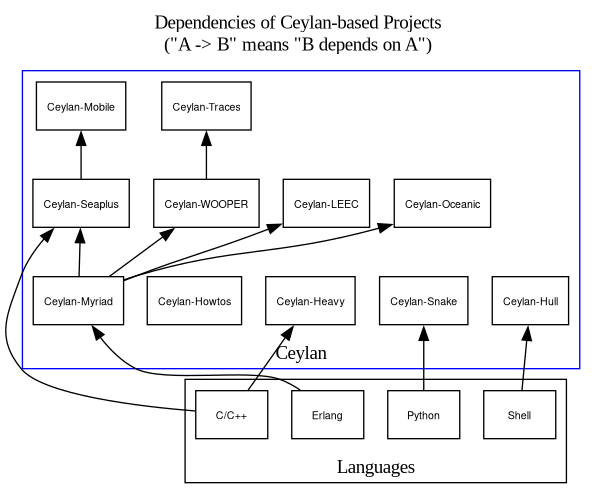 Dependencies of Ceylan-based Projects
("A -> B" means "B depends on A")
Ceylan-Mobile
Ceylan-Traces
Ceylan-Seaplus
Ceylan-WOOPER
Ceylan-LEEC
Ceylan-Oceanic
Ceylan-Myriad
Ceylan-Howtos
Ceylan-Heavy
Ceylan-Snake
Ceylan-Hull
Ceylan
C/C++
Erlang
Python
Shell
Languages